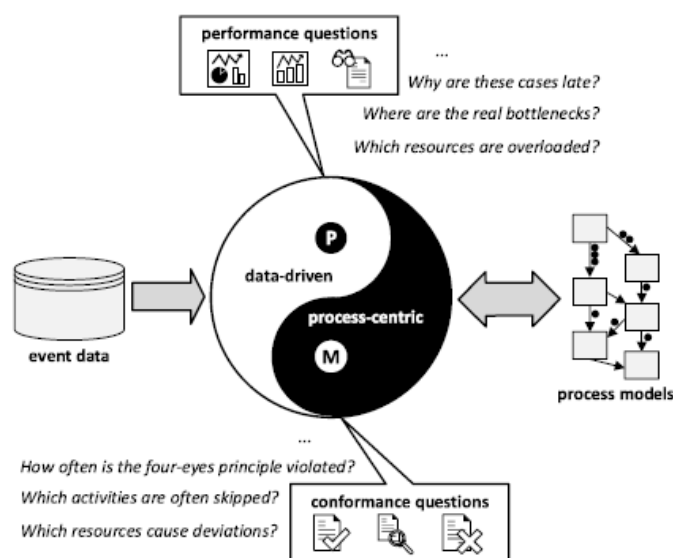 performance questions
...
Why are these cases late?
Where are the real bottlenecks?
Which resources are overloaded?
P
data-driven
process-centric
M
event data
process models
...
How often is the four-eyes principle violated?
Which activities are often skipped?
Which resources cause deviations?
conformance questions